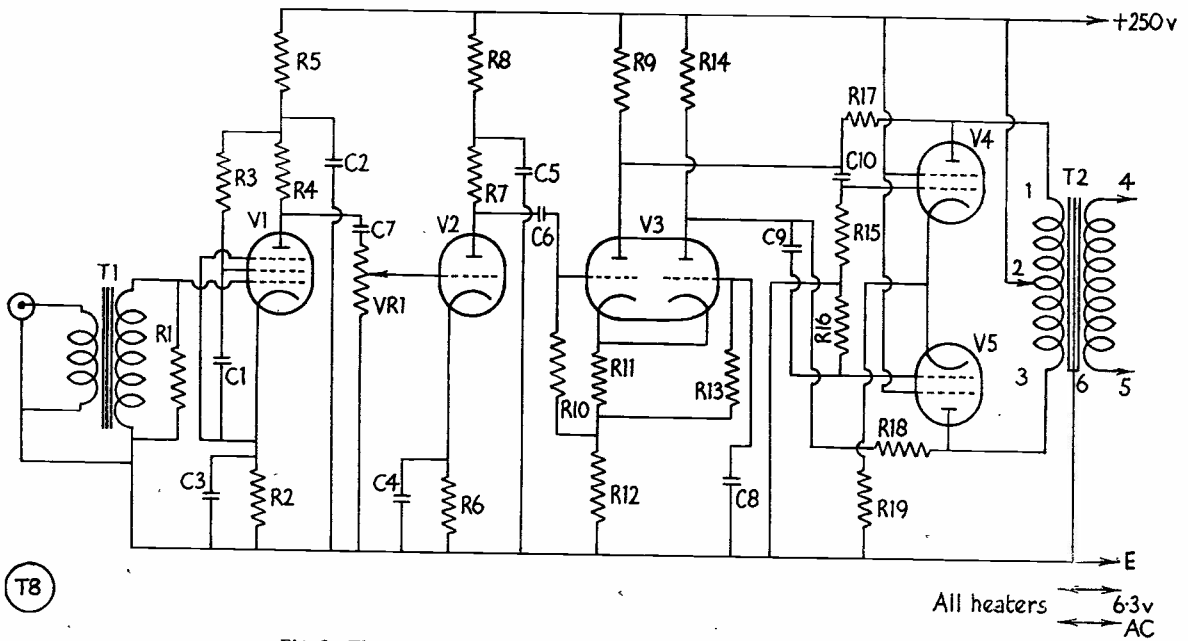 +250v
R5
R8
R9
R14
R17
V4
C2
C10
R3
R4
C5
T2
R7
1
4
V1
C7
V2
C6
V3
C9
R15
T1
2
VR1
R1
R16
V5
C1
R11
3
6
5
R10
R13
R18
C3
R2
C4
R6
R12
C8
R19
E
T8
All heaters
6·3v
AC